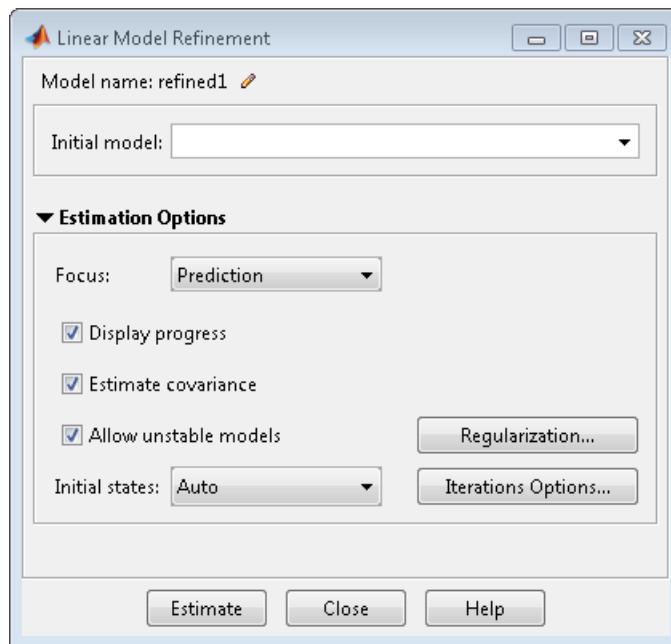 Linear Model Refinement
Model name: refined1
Initial model:
Estimation Options
Focus: Prediction
Display progress
Estimate covariance
Allow unstable models Regularization...
Initial states: Auto Iterations Options...
Estimate Close Help